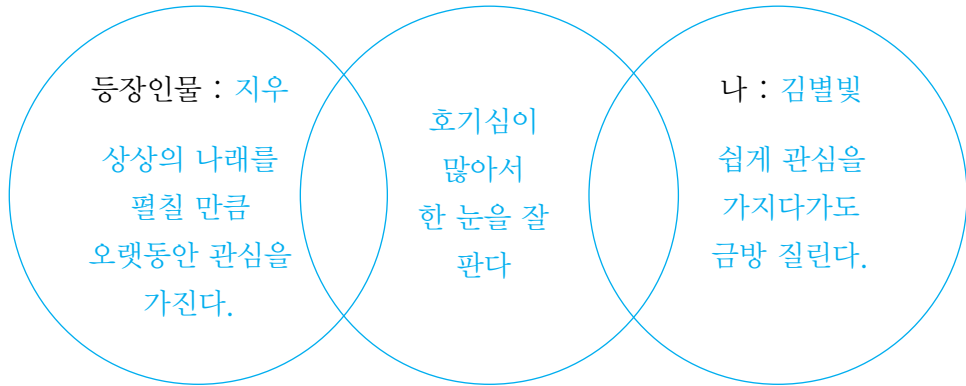 등장인물 : 지우
상상의 나래를
펼칠 만큼
오랫동안 관심을
가진다.
호기심이
많아서
한 눈을 잘
판다
나 : 김별빛
쉽게 관심을
가지다가도
금방 질린다.